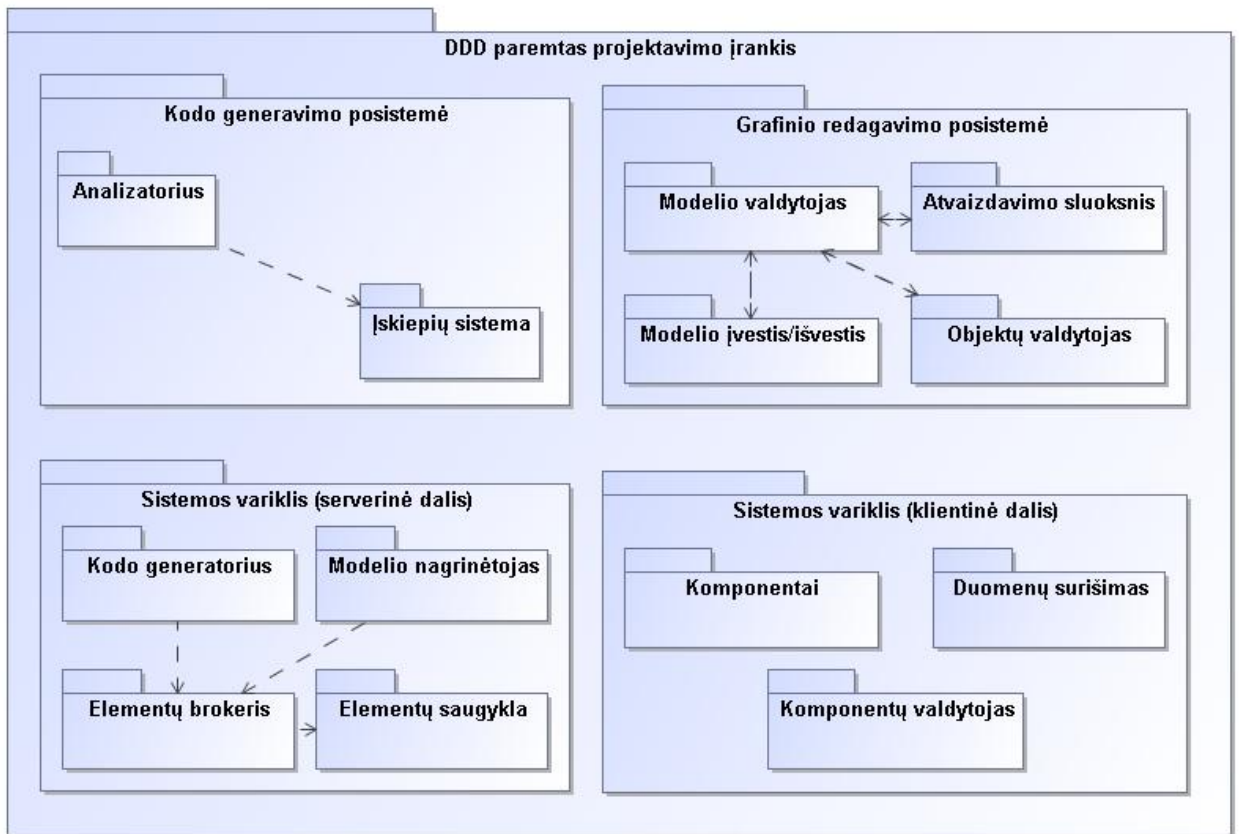 DDD paremtas projektavimo įrankis
Kodo generavimo posistemė
Analizatorius
Įskiepių sistema
Grafinio redagavimo posistemė
Modelio valdytojas
Atvaizdavimo sluoksnis
Modelio įvestis/išvestis
Objektų valdytojas
Sistemos variklis (serverinė dalis)
Kodo generatorius
Modelio nagrinėtojas
Elementų brokeris
Elementų saugykla
Sistemos variklis (klientinė dalis)
Komponentai
Duomenų surišimas
Komponentų valdytojas